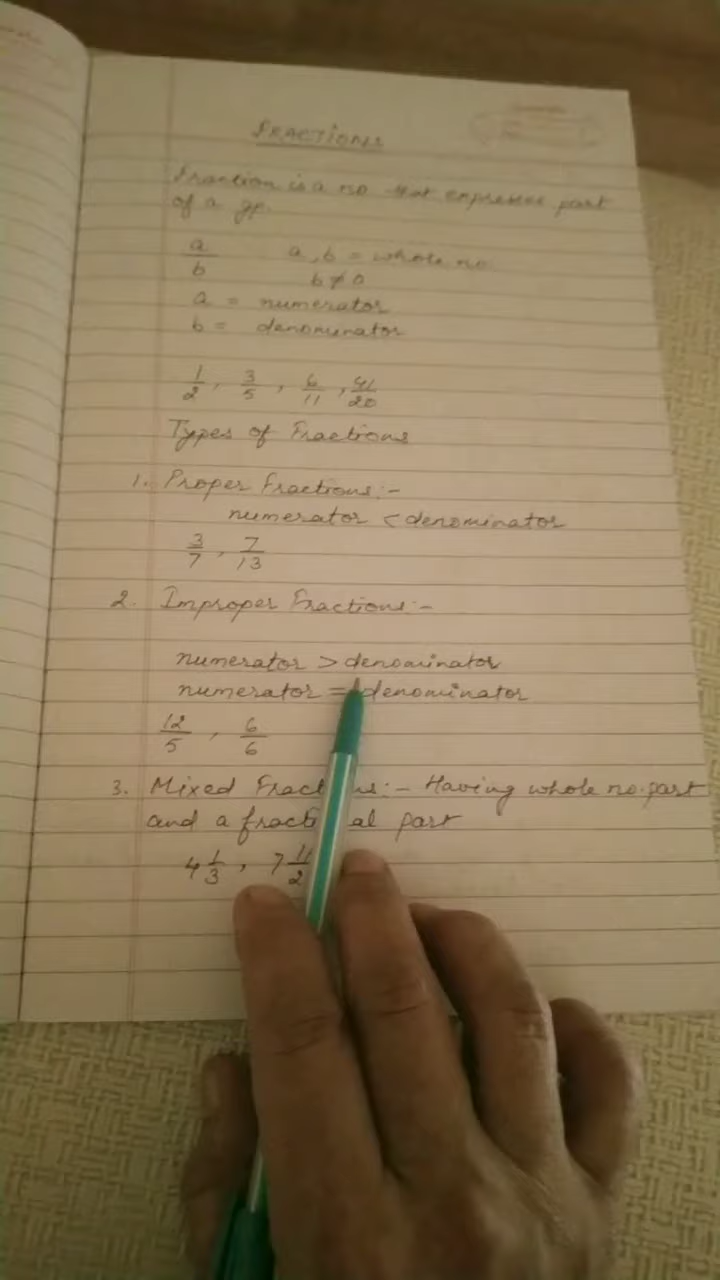 FRACTIONS
Fraction is a no that expresses part
of a gp.
a/b a, b = whole no
b ≠ 0
a = numerator
b = denominator
1/2, 3/5, 6/11, 41/20
Types of Fractions
1. Proper Fractions:-
numerator < denominator
3/7, 7/13
2. Improper Fractions:-
numerator > denominator
numerator = denominator
12/5, 6/6
3. Mixed Fract ns:- Having whole no. part
and a fract al part
4 1/3, 7 11/2